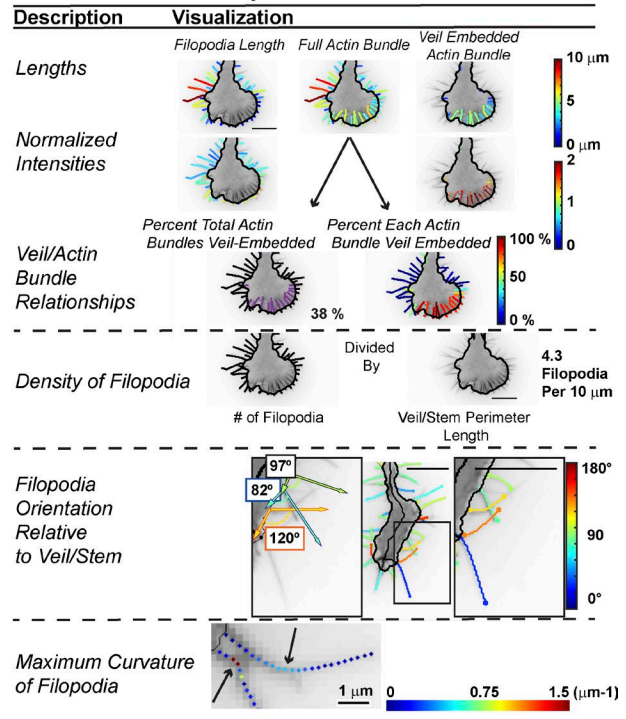 Description Visualization
Filopodia Length Full Actin Bundle Veil Embedded
Actin Bundle
Lengths
10 μm
5
0 μm
Normalized
Intensities
2
1
0
Percent Total Actin
Bundles Veil-Embedded
Percent Each Actin
Bundle Veil Embedded
Veil/Actin
Bundle
Relationships
38 %
100 %
50
0 %
Density of Filopodia
Divided
By
4.3
Filopodia
Per 10 μm
# of Filopodia
Veil/Stem Perimeter
Length
Filopodia
Orientation
Relative
to Veil/Stem
97º
82º
120º
180°
90
0°
Maximum Curvature
of Filopodia
1 μm
0 0.75 1.5 (μm-1)